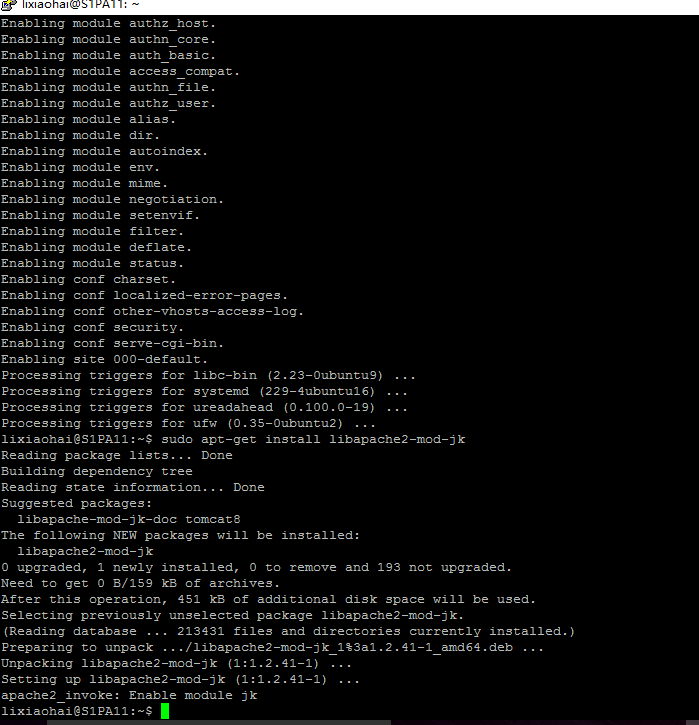 lixiaohai@S1PA11: ~
Enabling module authz_host.
Enabling module authn_core.
Enabling module auth_basic.
Enabling module access_compat.
Enabling module authn_file.
Enabling module authz_user.
Enabling module alias.
Enabling module dir.
Enabling module autoindex.
Enabling module env.
Enabling module mime.
Enabling module negotiation.
Enabling module setenvif.
Enabling module filter.
Enabling module deflate.
Enabling module status.
Enabling conf charset.
Enabling conf localized-error-pages.
Enabling conf other-vhosts-access-log.
Enabling conf security.
Enabling conf serve-cgi-bin.
Enabling site 000-default.
Processing triggers for libc-bin (2.23-0ubuntu9) ...
Processing triggers for systemd (229-4ubuntu16) ...
Processing triggers for ureadahead (0.100.0-19) ...
Processing triggers for ufw (0.35-0ubuntu2) ...
lixiaohai@S1PA11:~$ sudo apt-get install libapache2-mod-jk
Reading package lists... Done
Building dependency tree
Reading state information... Done
Suggested packages:
  libapache-mod-jk-doc tomcat8
The following NEW packages will be installed:
  libapache2-mod-jk
0 upgraded, 1 newly installed, 0 to remove and 193 not upgraded.
Need to get 0 B/159 kB of archives.
After this operation, 451 kB of additional disk space will be used.
Selecting previously unselected package libapache2-mod-jk.
(Reading database ... 213431 files and directories currently installed.)
Preparing to unpack .../libapache2-mod-jk_1%3a1.2.41-1_amd64.deb ...
Unpacking libapache2-mod-jk (1:1.2.41-1) ...
Setting up libapache2-mod-jk (1:1.2.41-1) ...
apache2_invoke: Enable module jk
lixiaohai@S1PA11:~$